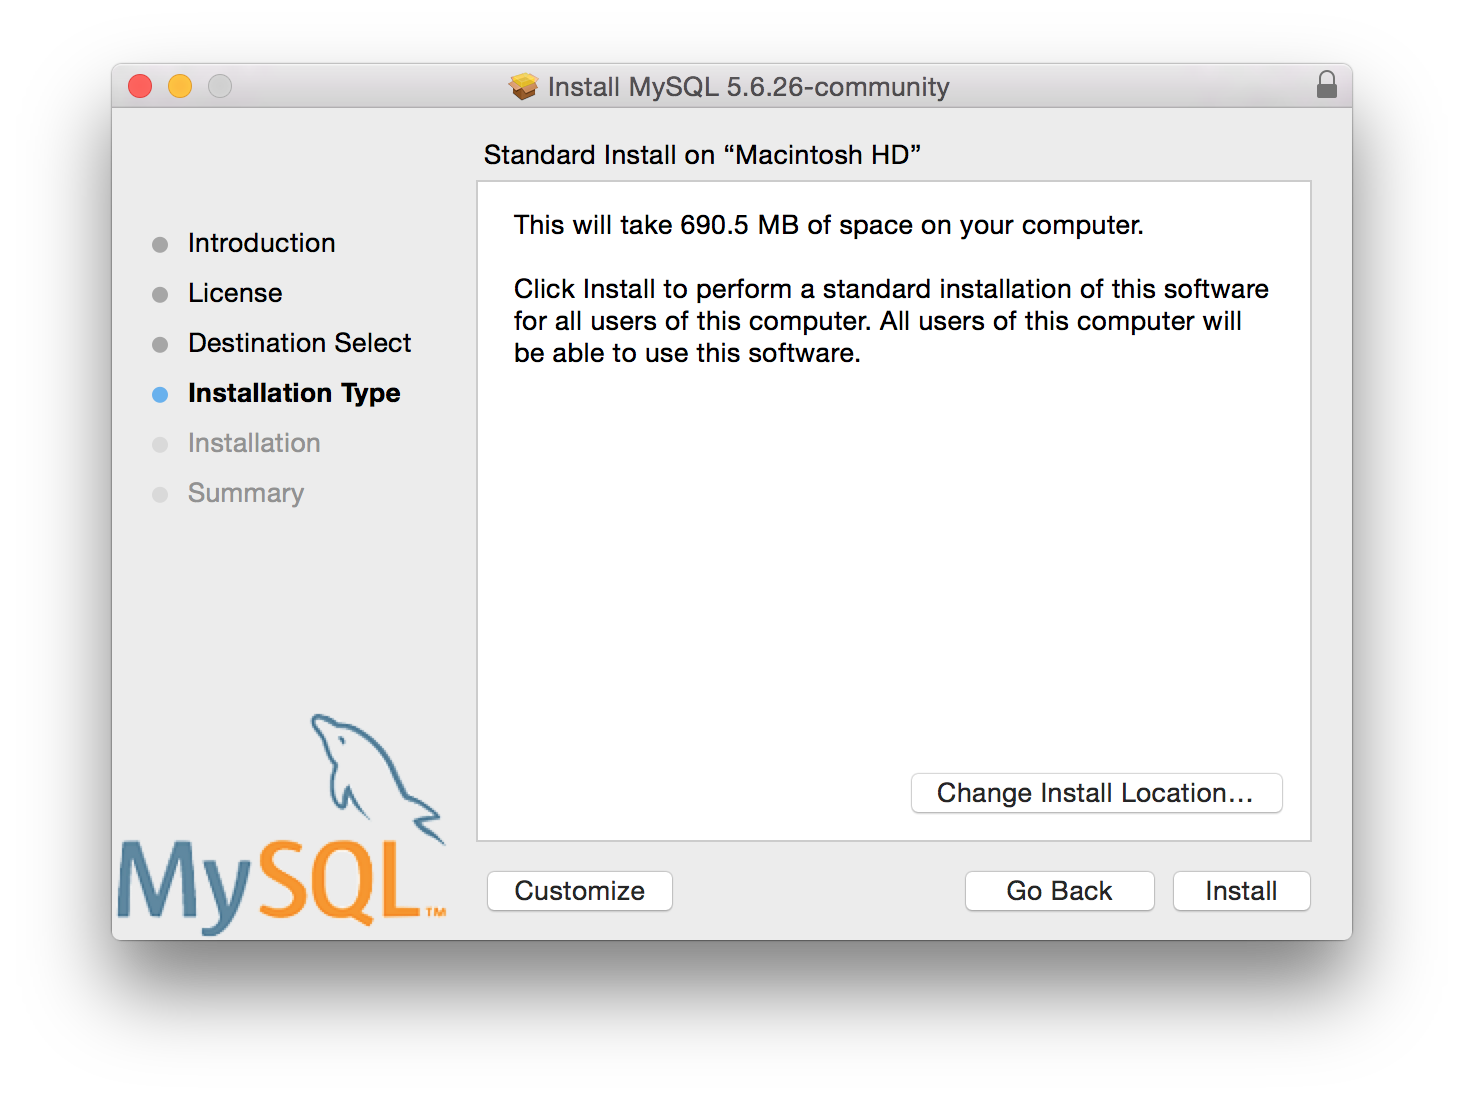 Install MySQL 5.6.26-community
Standard Install on “Macintosh HD”
Introduction
License
Destination Select
Installation Type
Installation
Summary
This will take 690.5 MB of space on your computer.
Click Install to perform a standard installation of this software
for all users of this computer. All users of this computer will
be able to use this software.
Change Install Location...
MySQL™
Customize
Go Back
Install